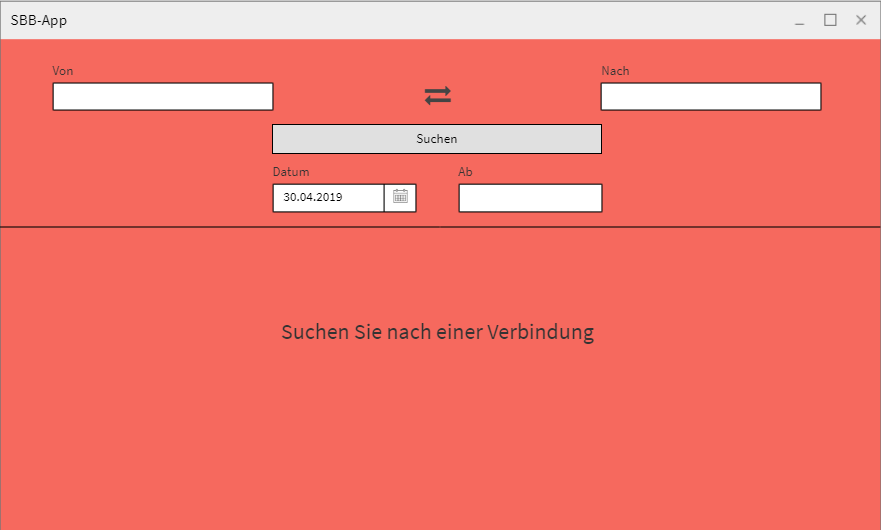 SBB-App
Von
Nach
Suchen
Datum
Ab
30.04.2019
Suchen Sie nach einer Verbindung